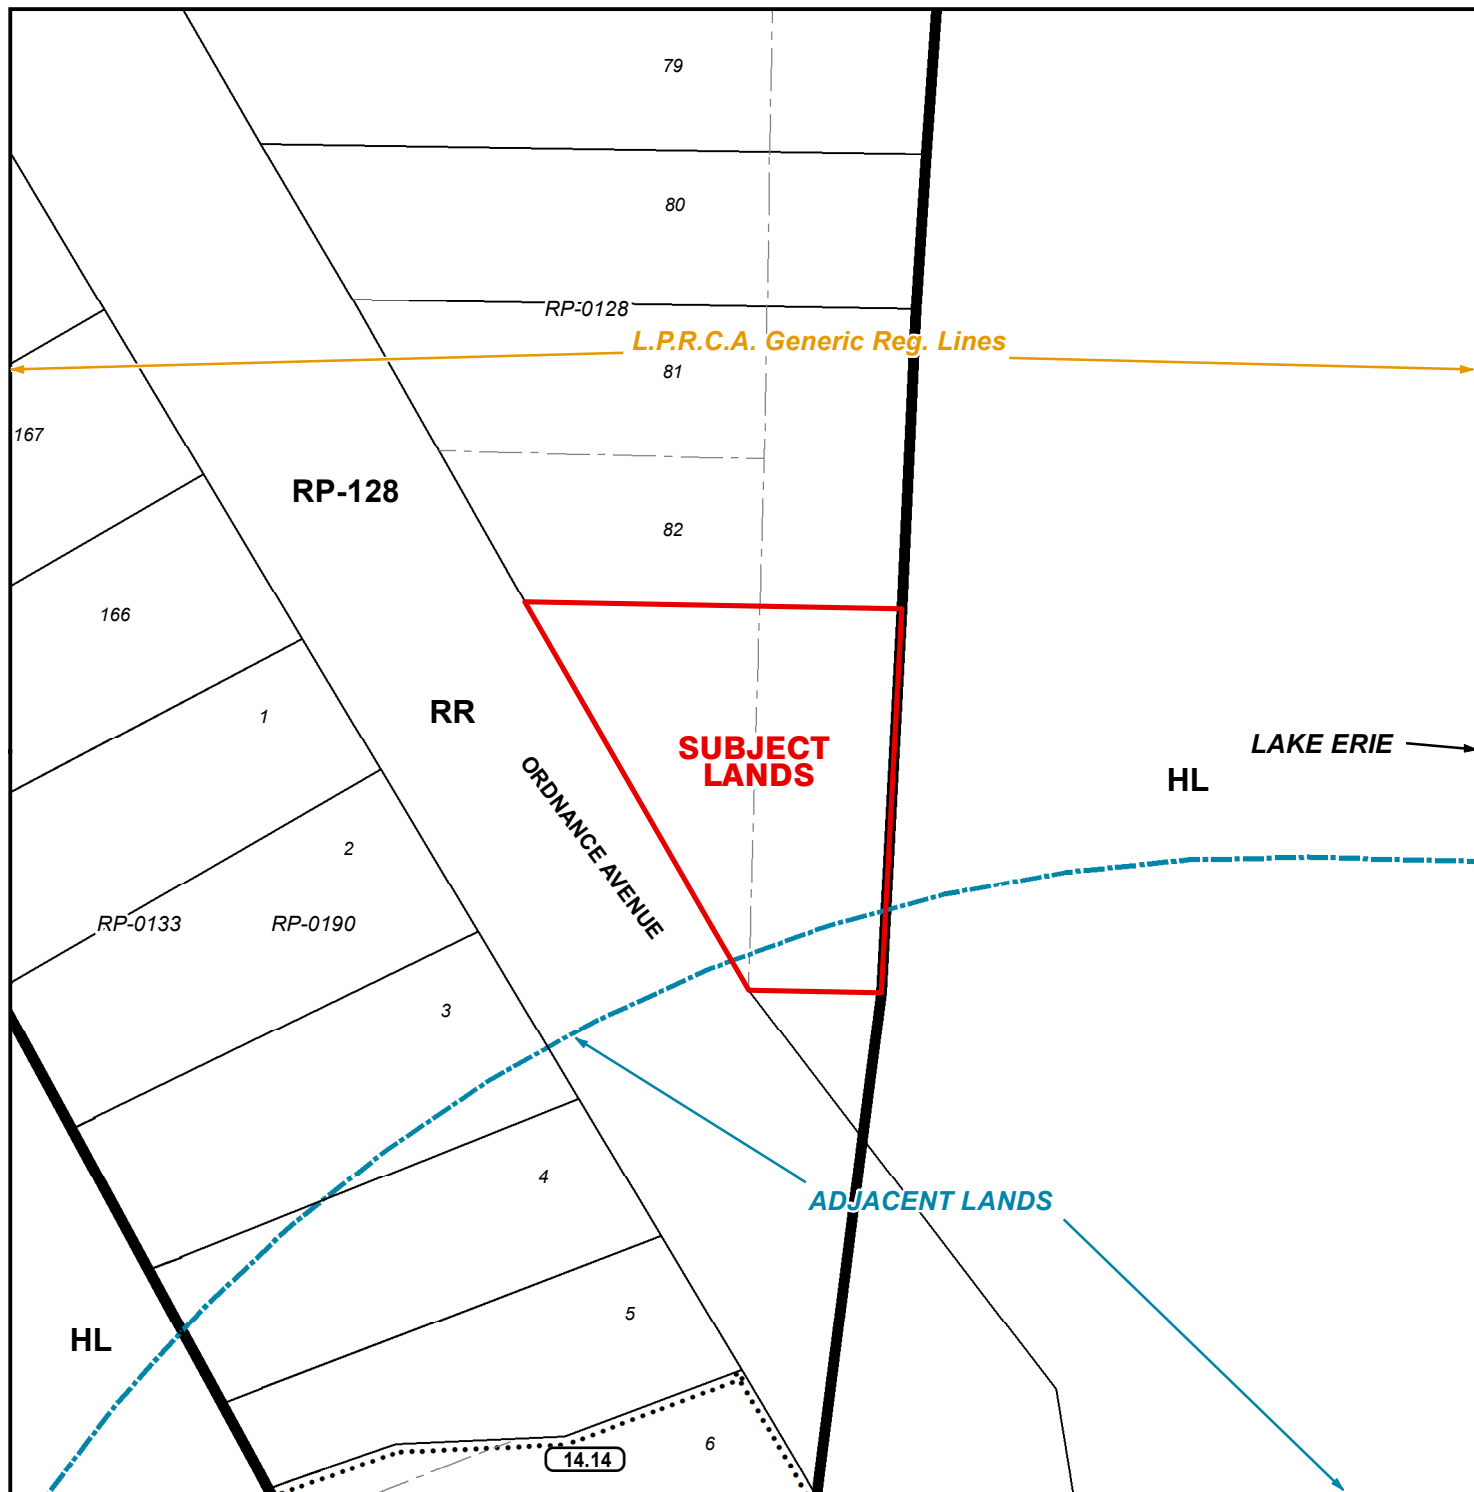 79
80
RP-0128
L.P.R.C.A. Generic Reg. Lines
81
167
RP-128
82
166
RR
1
SUBJECT
LANDS
LAKE ERIE
HL
ORDNANCE AVENUE
2
RP-0133
RP-0190
3
4
ADJACENT LANDS
5
HL
6
14.14